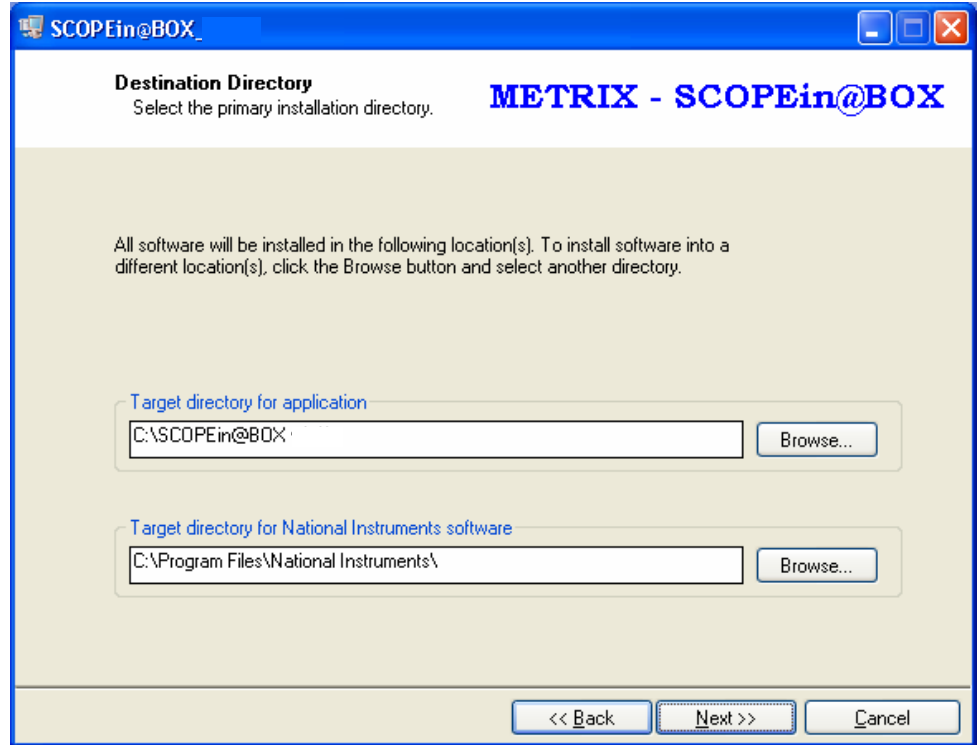 SCOPEin@BOX_
Destination Directory
Select the primary installation directory.
METRIX - SCOPEin@BOX
All software will be installed in the following location(s). To install software into a
different location(s), click the Browse button and select another directory.
Target directory for application
C:\SCOPEin@BOX
Browse...
Target directory for National Instruments software
C:\Program Files\National Instruments\
Browse...
<< Back
Next >>
Cancel